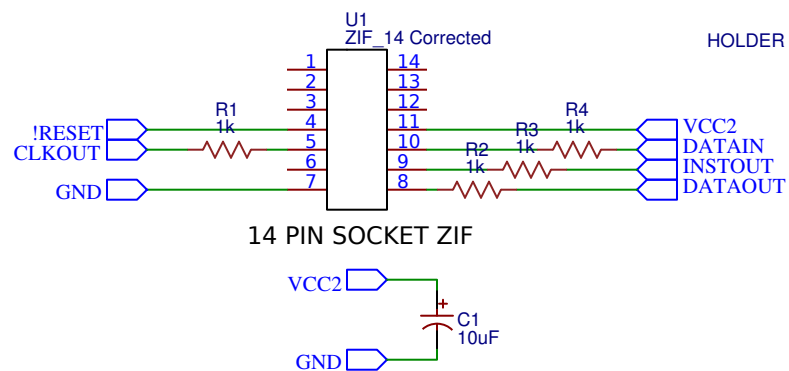 U1
ZIF_14 Corrected
HOLDER
1
2
3
4
5
6
7
14
13
12
11
10
9
8
!RESET
CLKOUT
GND
R1
1k
R4
1k
R3
1k
R2
1k
VCC2
DATAIN
INSTOUT
DATAOUT
14 PIN SOCKET ZIF
VCC2
+
C1
10uF
GND